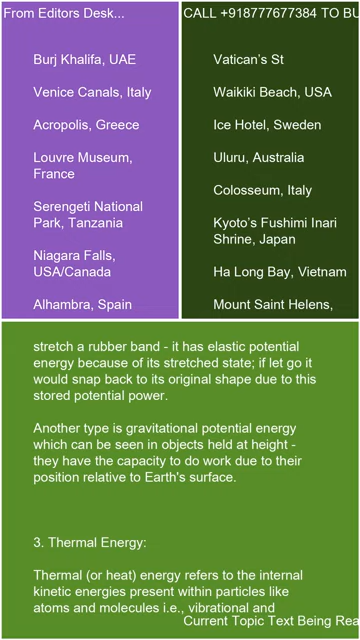 From Editors Desk...
Burj Khalifa, UAE
Venice Canals, Italy
Acropolis, Greece
Louvre Museum,
France
Serengeti National
Park, Tanzania
Niagara Falls,
USA/Canada
Alhambra, Spain
CALL +918777677384 TO BU
Vatican’s St
Waikiki Beach, USA
Ice Hotel, Sweden
Uluru, Australia
Colosseum, Italy
Kyoto’s Fushimi Inari
Shrine, Japan
Ha Long Bay, Vietnam
Mount Saint Helens,
stretch a rubber band - it has elastic potential
energy because of its stretched state; if let go it
would snap back to its original shape due to this
stored potential power.
Another type is gravitational potential energy
which can be seen in objects held at height -
they have the capacity to do work due to their
position relative to Earth's surface.
3. Thermal Energy:
Thermal (or heat) energy refers to the internal
kinetic energies present within particles like
atoms and molecules i.e., vibrational and
Current Topic Text Being Rea